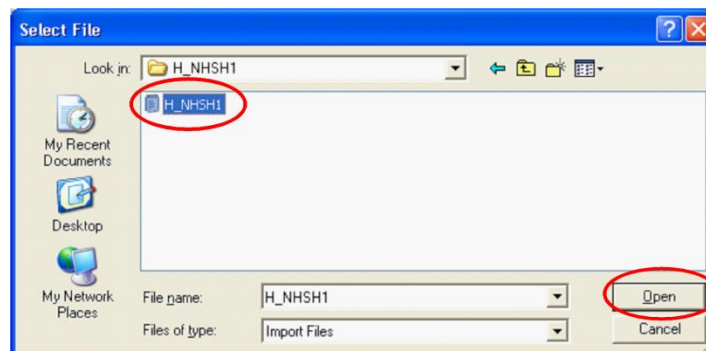 Select File
Look in: H_NHSH1
H_NHSH1
My Recent
Documents
Desktop
My Network
Places
File name: H_NHSH1
Open
Files of type: Import Files
Cancel